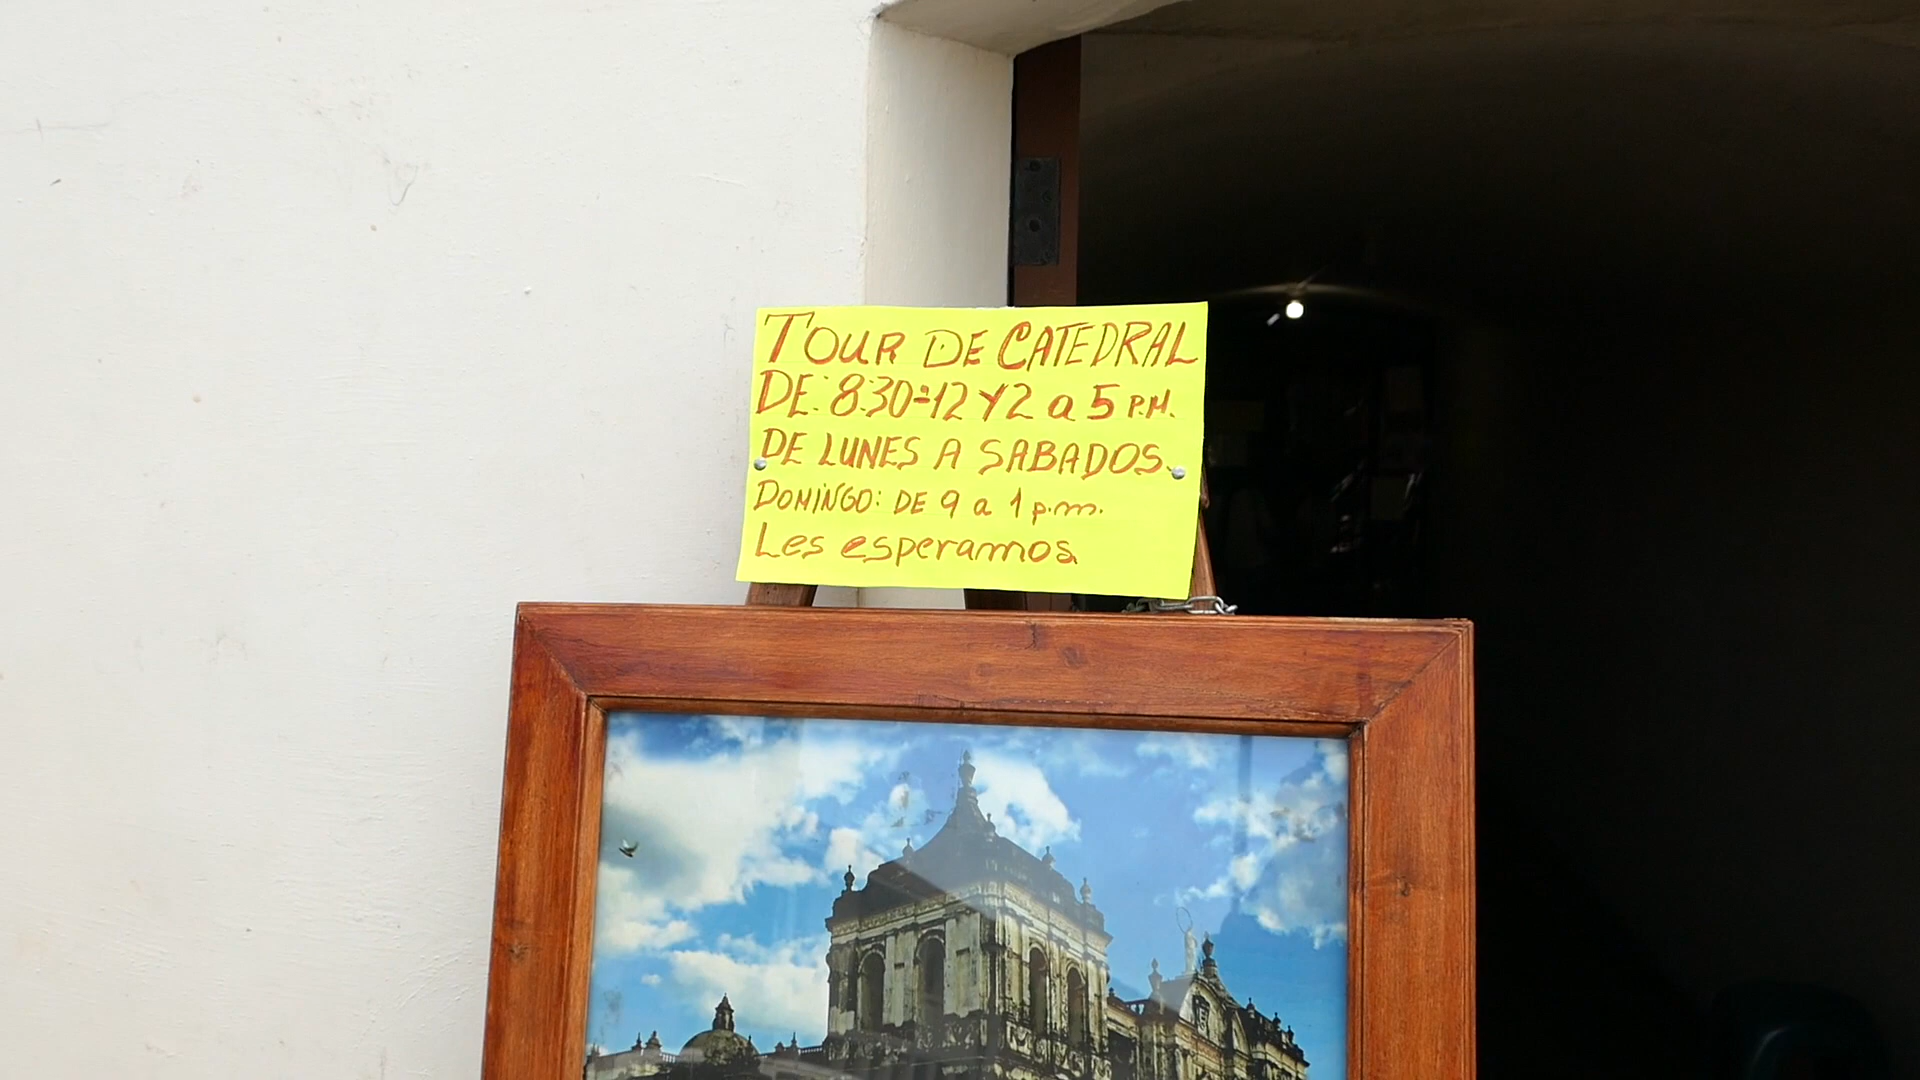 TOUR DE CATEDRAL
DE: 8:30-12 Y 2 a 5 P.M.
DE LUNES A SABADOS.
DOMINGO: DE 9 a 1 p.m.
Les esperamos